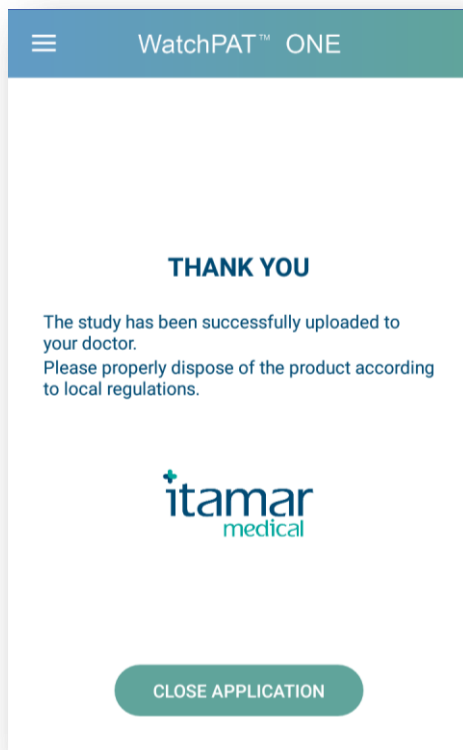 WatchPAT™ ONE
THANK YOU
The study has been successfully uploaded to
your doctor.
Please properly dispose of the product according
to local regulations.
itamar
medical
CLOSE APPLICATION